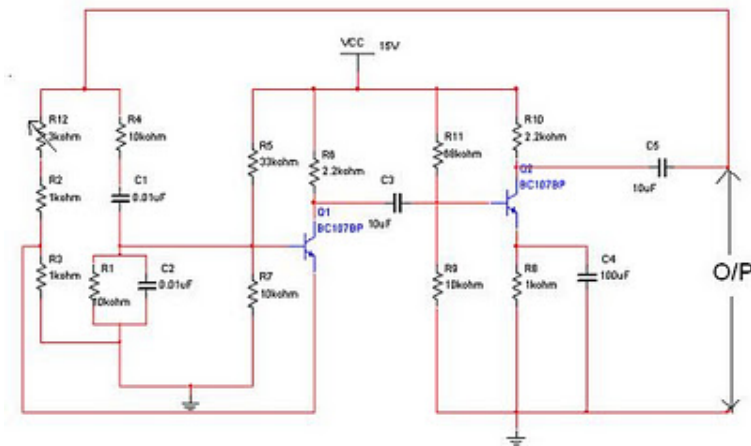 VCC 15V
R12
3kohm
R4
10kohm
R5
33kohm
R6
2.2kohm
R11
68kohm
R10
2.2kohm
C5
10uF
R2
1kohm
C1
0.01uF
C3
10uF
Q2
BC107BP
Q1
BC107BP
R3
1kohm
R1
10kohm
C2
0.01uF
R7
10kohm
R9
10kohm
R8
1kohm
C4
100uF
O/P